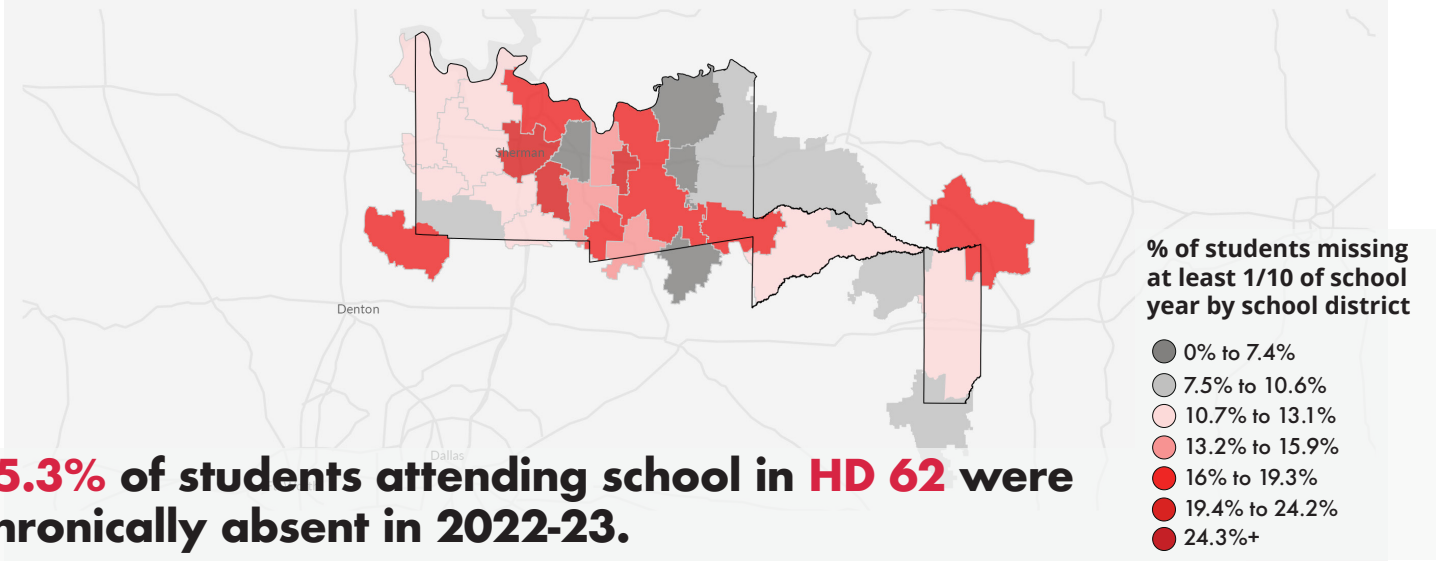 Sherman
% of students missing
at least 1/10 of school
year by school district
Denton
0% to 7.4%
7.5% to 10.6%
10.7% to 13.1%
13.2% to 15.9%
16% to 19.3%
19.4% to 24.2%
24.3%+
Dallas
5.3% of students attending school in HD 62 were
hronically absent in 2022-23.